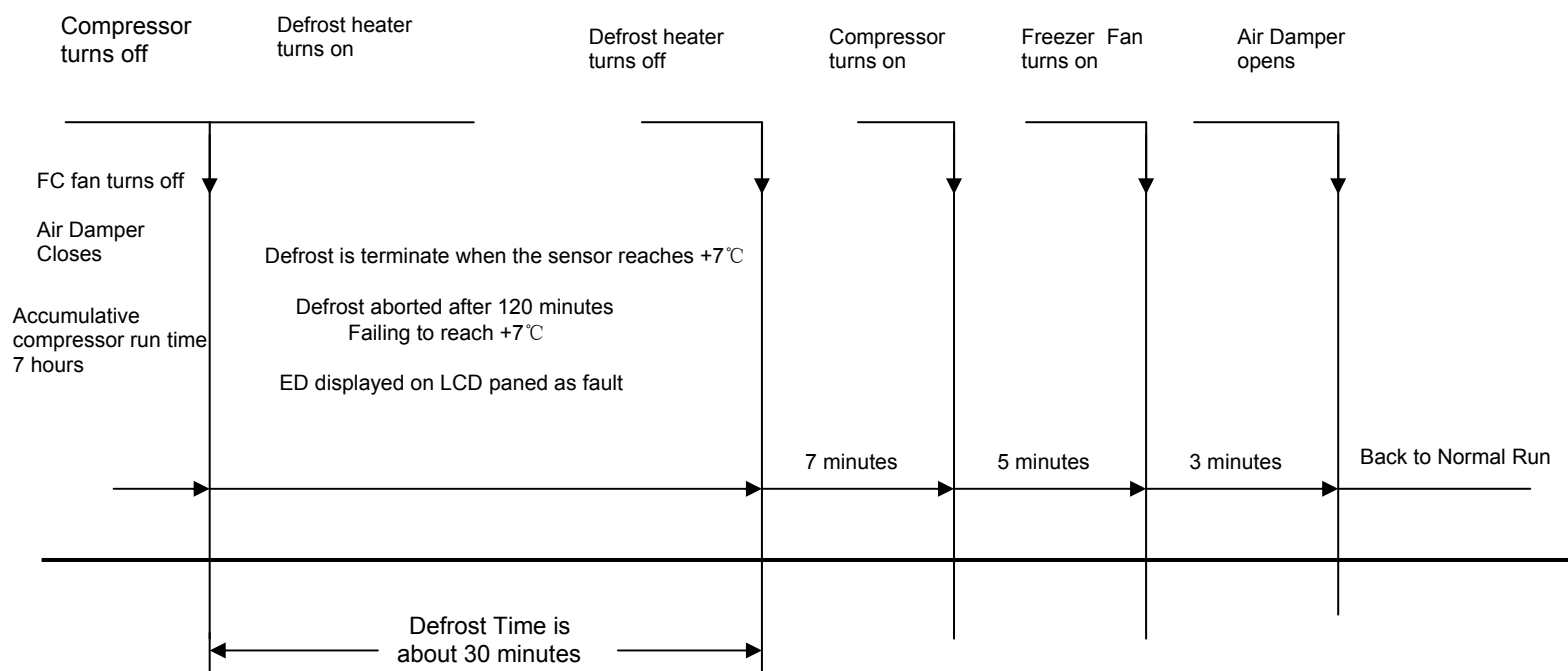 Compressor
turns off
Defrost heater
turns on
Defrost heater
turns off
Compressor
turns on
Freezer Fan
turns on
Air Damper
opens
FC fan turns off
Air Damper
Closes
Accumulative
compressor run time
7 hours
Defrost is terminate when the sensor reaches +7℃
Defrost aborted after 120 minutes
Failing to reach +7℃
ED displayed on LCD paned as fault
7 minutes
5 minutes
3 minutes
Back to Normal Run
Defrost Time is
about 30 minutes